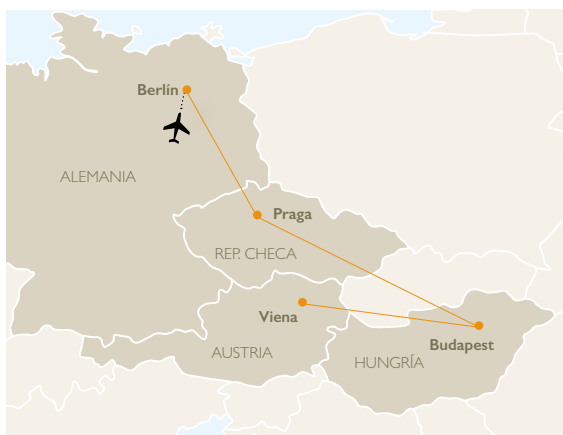 Berlín
ALEMANIA
Praga
REP. CHECA
Viena
Budapest
AUSTRIA
HUNGRÍA